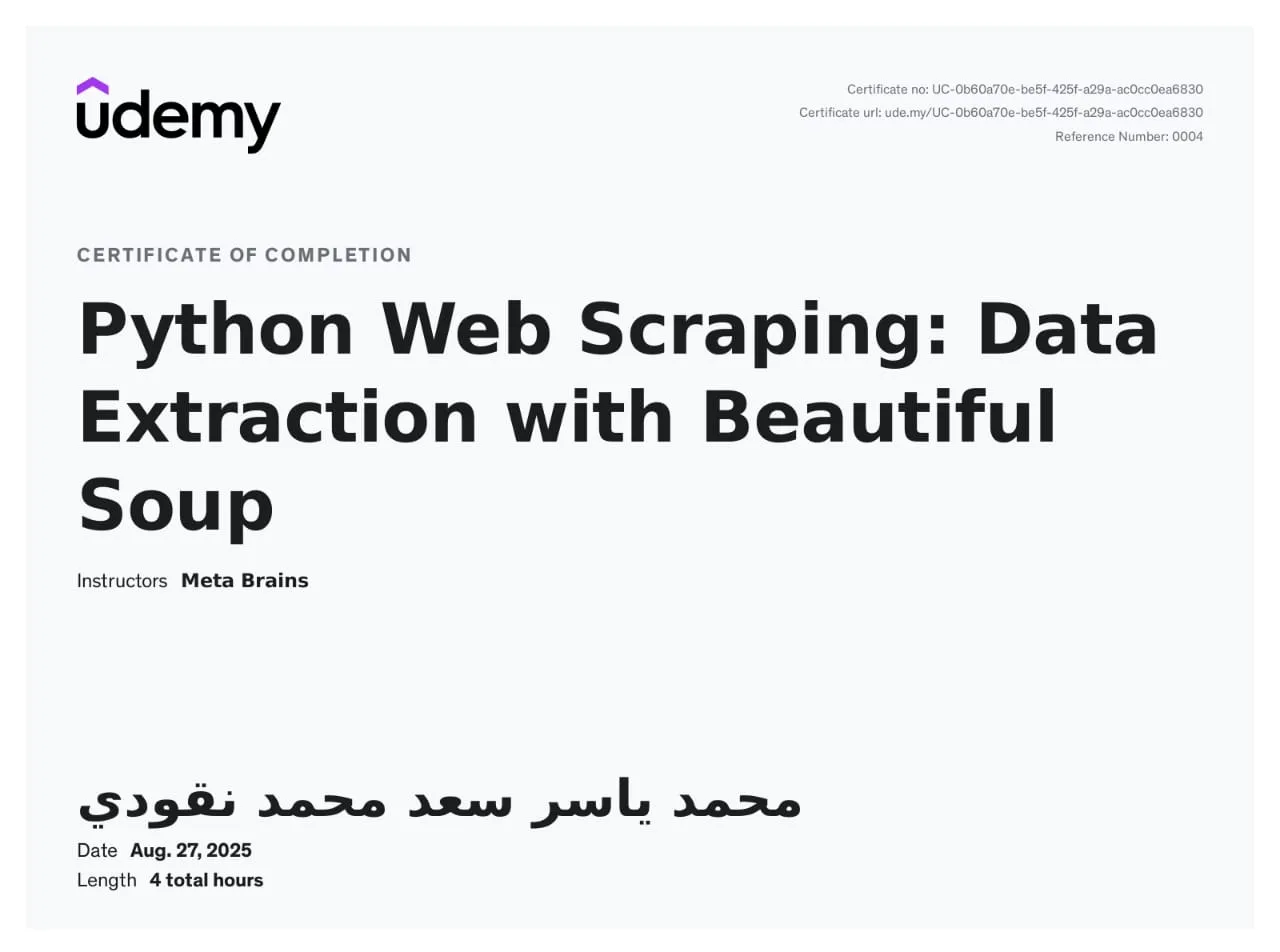 udemy
Certificate no: UC-0b60a70e-be5f-425f-a29a-ac0cc0ea6830
Certificate url: ude.my/UC-0b60a70e-be5f-425f-a29a-ac0cc0ea6830
Reference Number: 0004
CERTIFICATE OF COMPLETION
Python Web Scraping: Data
Extraction with Beautiful
Soup
Instructors Meta Brains
محمد ياسر سعد محمد نقودي
Date Aug. 27, 2025
Length 4 total hours